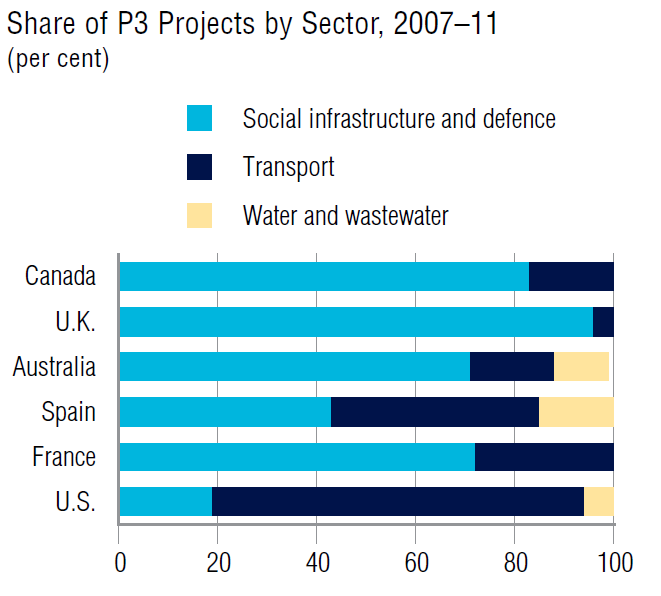 Share of P3 Projects by Sector, 2007–11
(per cent)
Social infrastructure and defence
Transport
Water and wastewater
Canada
U.K.
Australia
Spain
France
U.S.
0 20 40 60 80 100